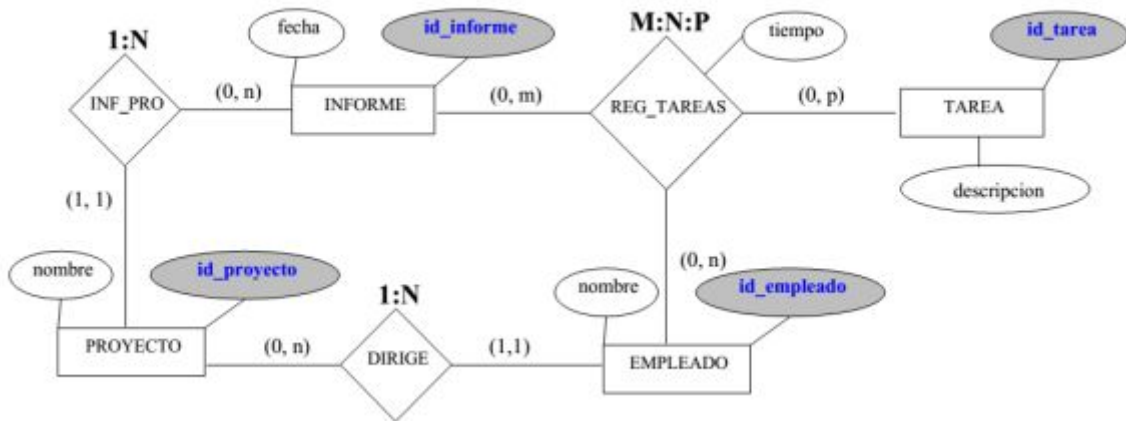 M:N:P
1:N
fecha
id_informe
tiempo
id_tarea
INF_PRO
(0, n)
INFORME
(0, m)
REG_TAREAS
(0, p)
TAREA
descripcion
(1, 1)
nombre
id_proyecto
1:N
nombre
(0, n)
id_empleado
PROYECTO
(0, n)
DIRIGE
(1,1)
EMPLEADO